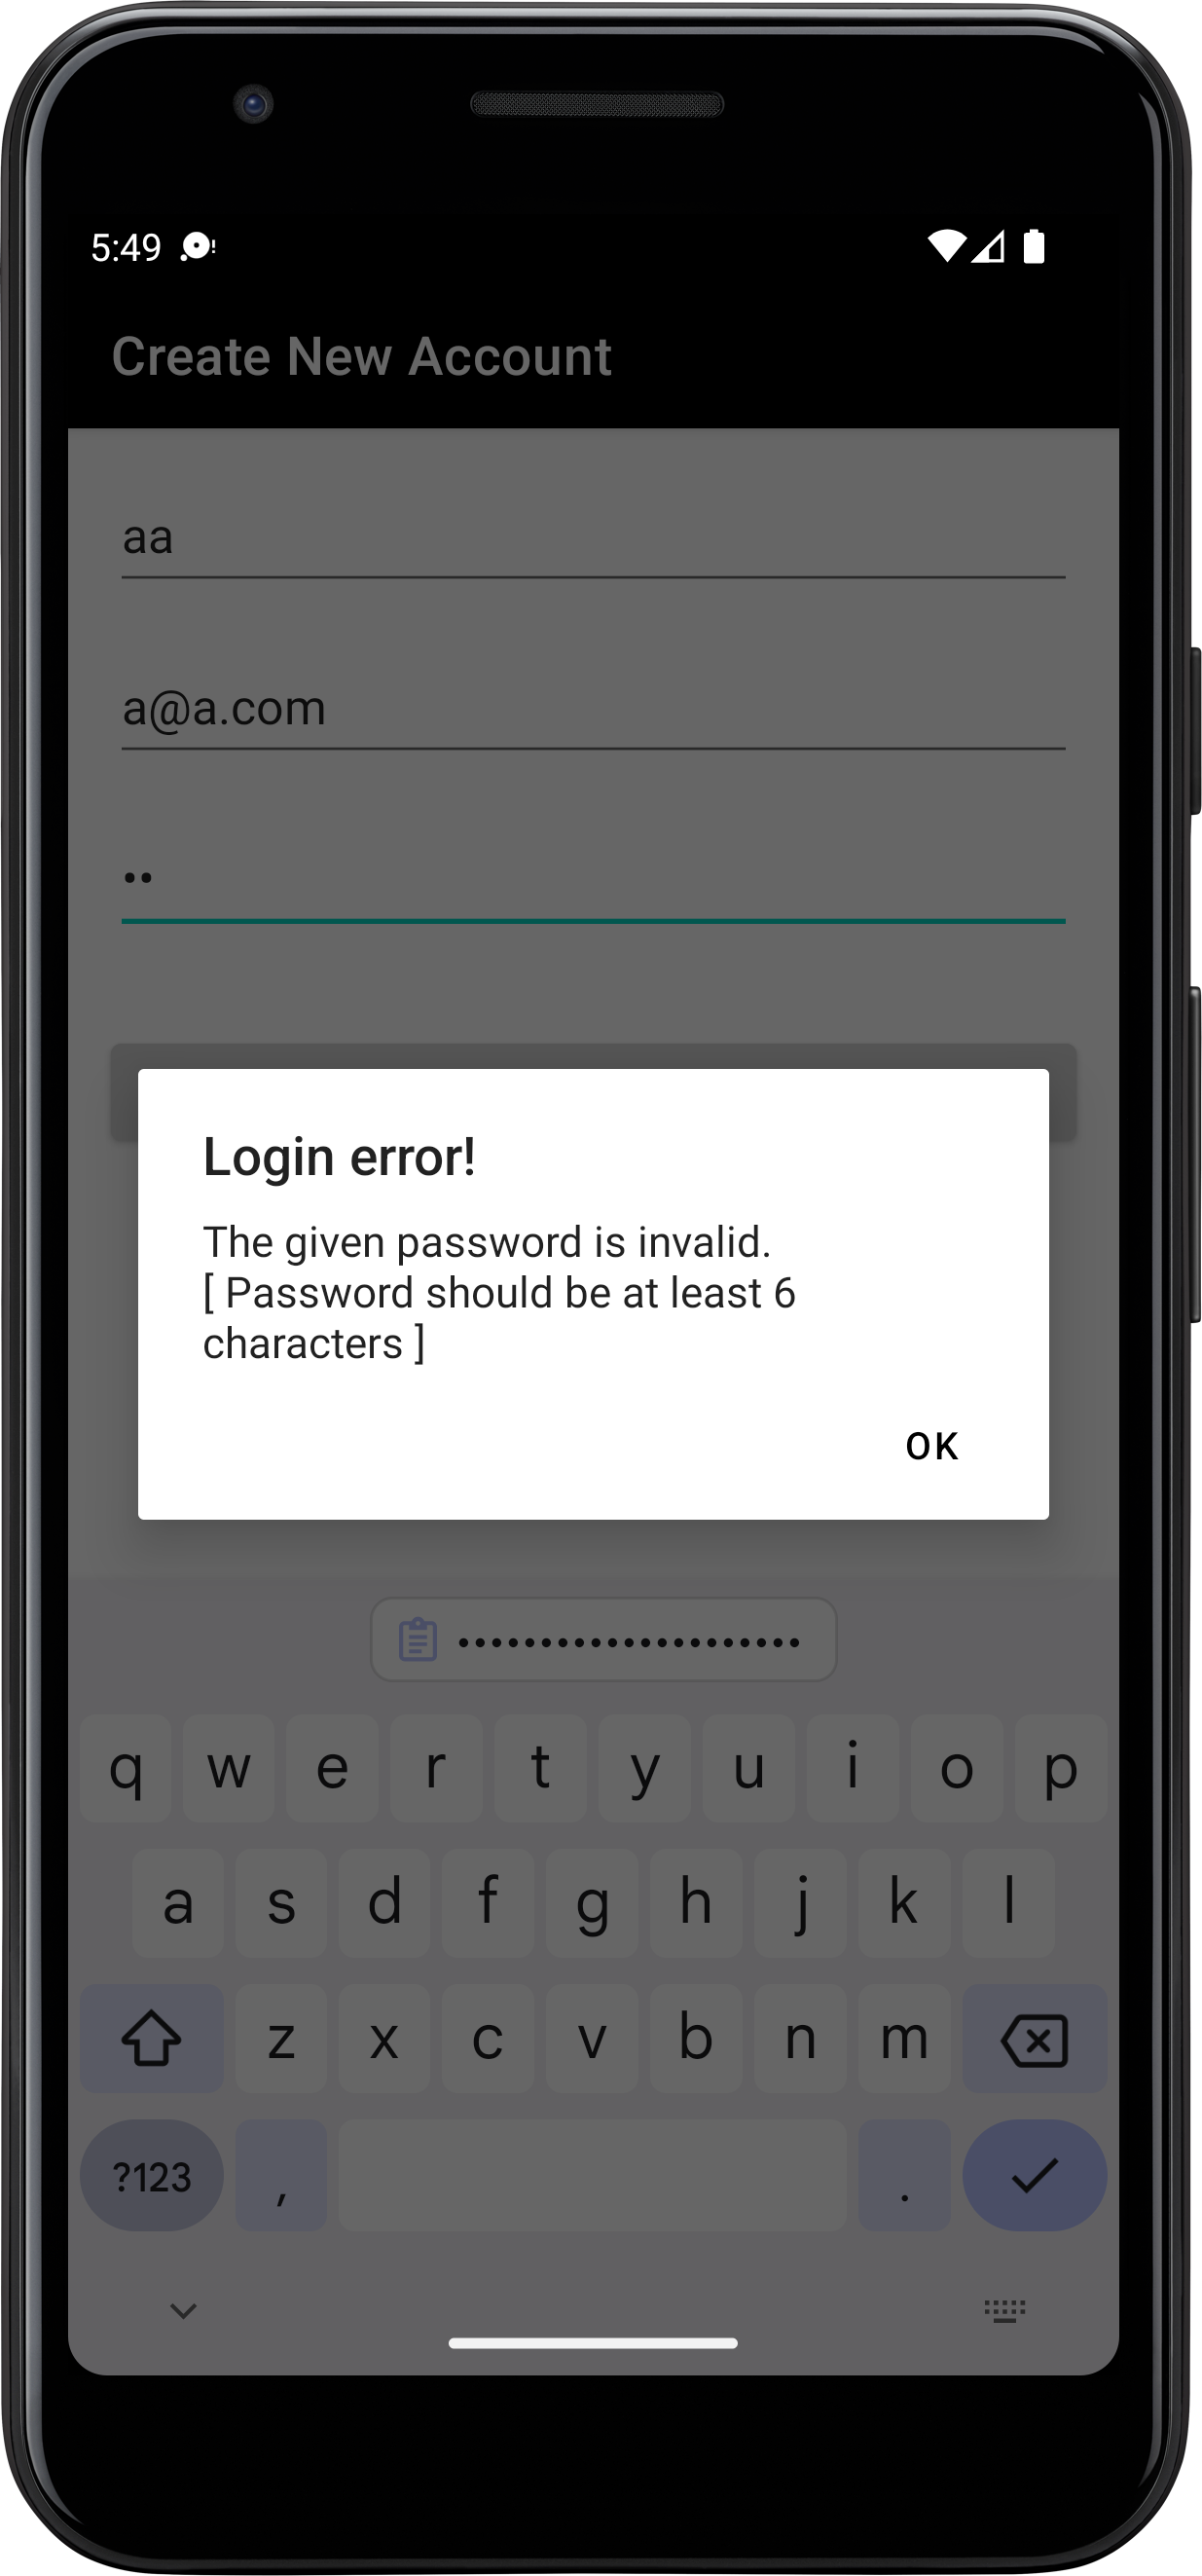 5:49
Create New Account
aa
a@a.com
••
Login error!
The given password is invalid.
[ Password should be at least 6
characters ]
OK
•••••••••••••••••••••
q w e r t y u i o p
a s d f g h j k l
z x c v b n m
?123 , .